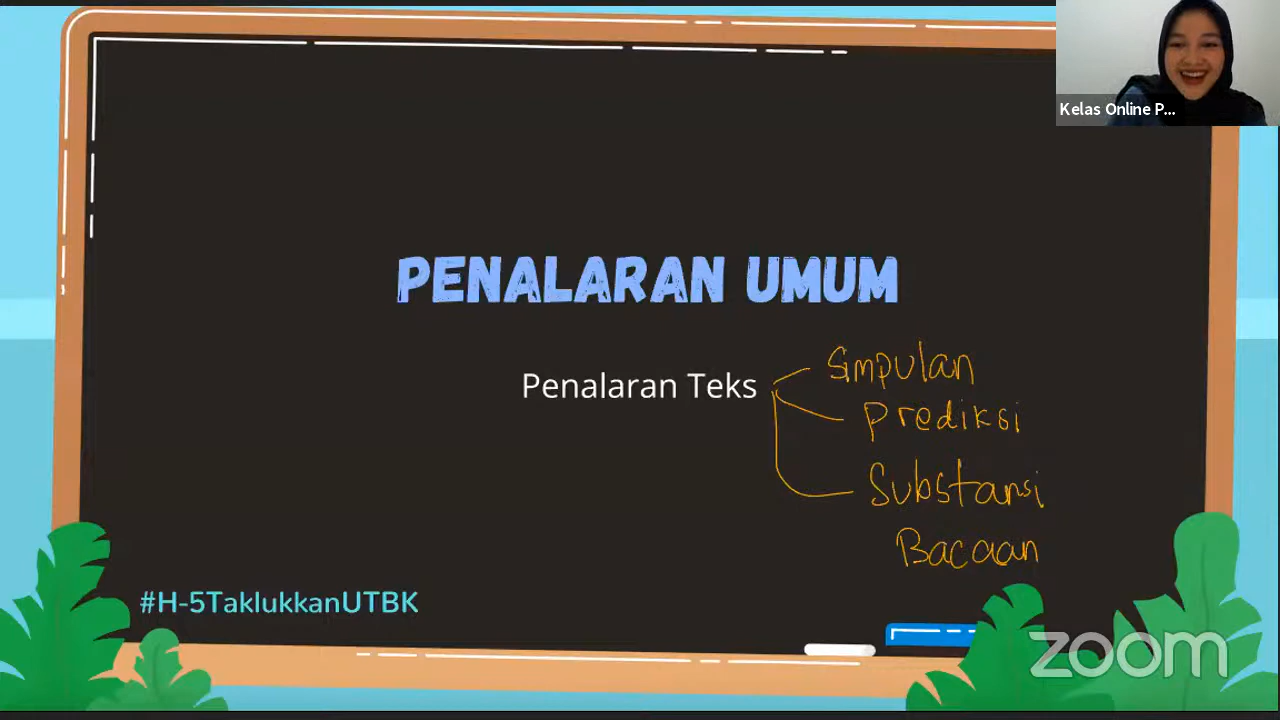 Kelas Online P...
PENALARAN UMUM
Penalaran Teks
Simpulan
Prediksi
Substansi
Bacaan
#H-5TaklukkanUTBK
zoom